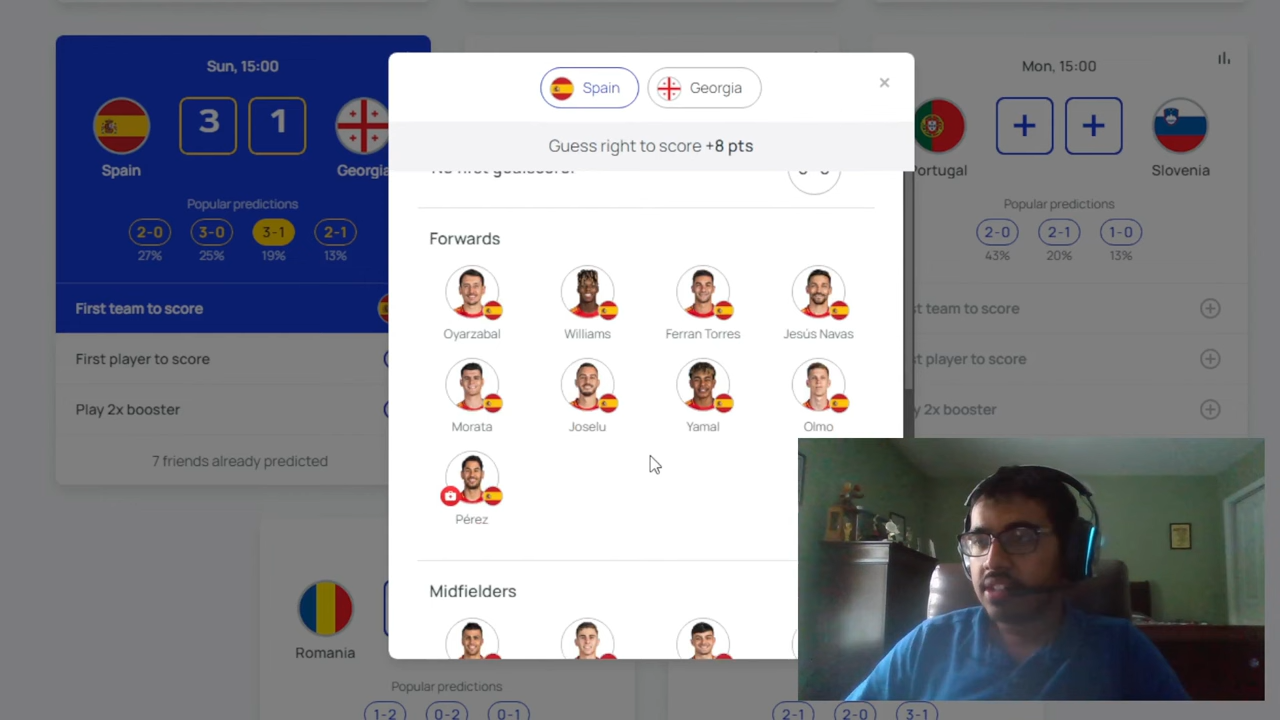 Sun, 15:00
3 1
Spain
Georgia
Popular predictions
2-0 3-0 3-1 2-1
27% 25% 19% 13%
First team to score
First player to score
Play 2x booster
7 friends already predicted
Spain Georgia
×
Guess right to score +8 pts
No first goalscorer
Forwards
Oyarzabal Williams Ferran Torres Jesús Navas
Morata Joselu Yamal Olmo
Pérez
Midfielders
Mon, 15:00
+ +
Portugal
Slovenia
Popular predictions
2-0 2-1 1-0
43% 20% 13%
t team to score
t player to score
2x booster
Romania
Popular predictions
1-2 0-2 0-1
2-1 2-0 3-1